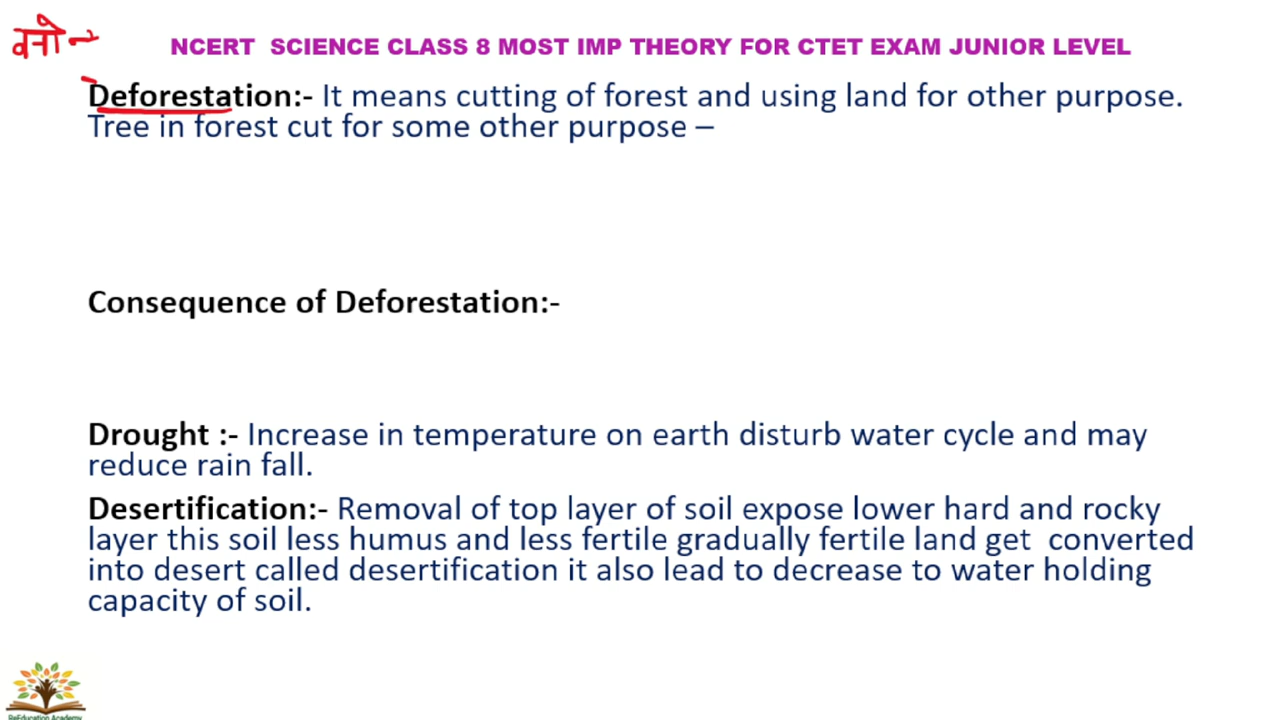 वनो
NCERT SCIENCE CLASS 8 MOST IMP THEORY FOR CTET EXAM JUNIOR LEVEL
Deforestation:- It means cutting of forest and using land for other purpose.
Tree in forest cut for some other purpose –
Consequence of Deforestation:-
Drought :- Increase in temperature on earth disturb water cycle and may
reduce rain fall.
Desertification:- Removal of top layer of soil expose lower hard and rocky
layer this soil less humus and less fertile gradually fertile land get converted
into desert called desertification it also lead to decrease to water holding
capacity of soil.
Education Academy